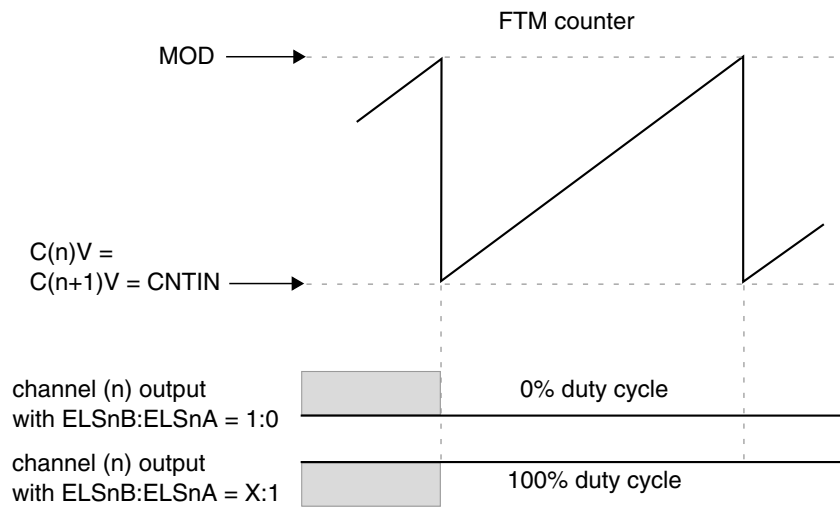 FTM counter
MOD
C(n)V =
C(n+1)V = CNTIN
channel (n) output
with ELSnB:ELSnA = 1:0
0% duty cycle
channel (n) output
with ELSnB:ELSnA = X:1
100% duty cycle